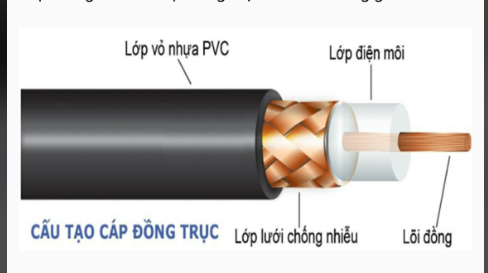 Lớp vỏ nhựa PVC
Lớp điện môi
CẤU TẠO CÁP ĐỒNG TRỤC
Lớp lưới chống nhiễu
Lõi đồng